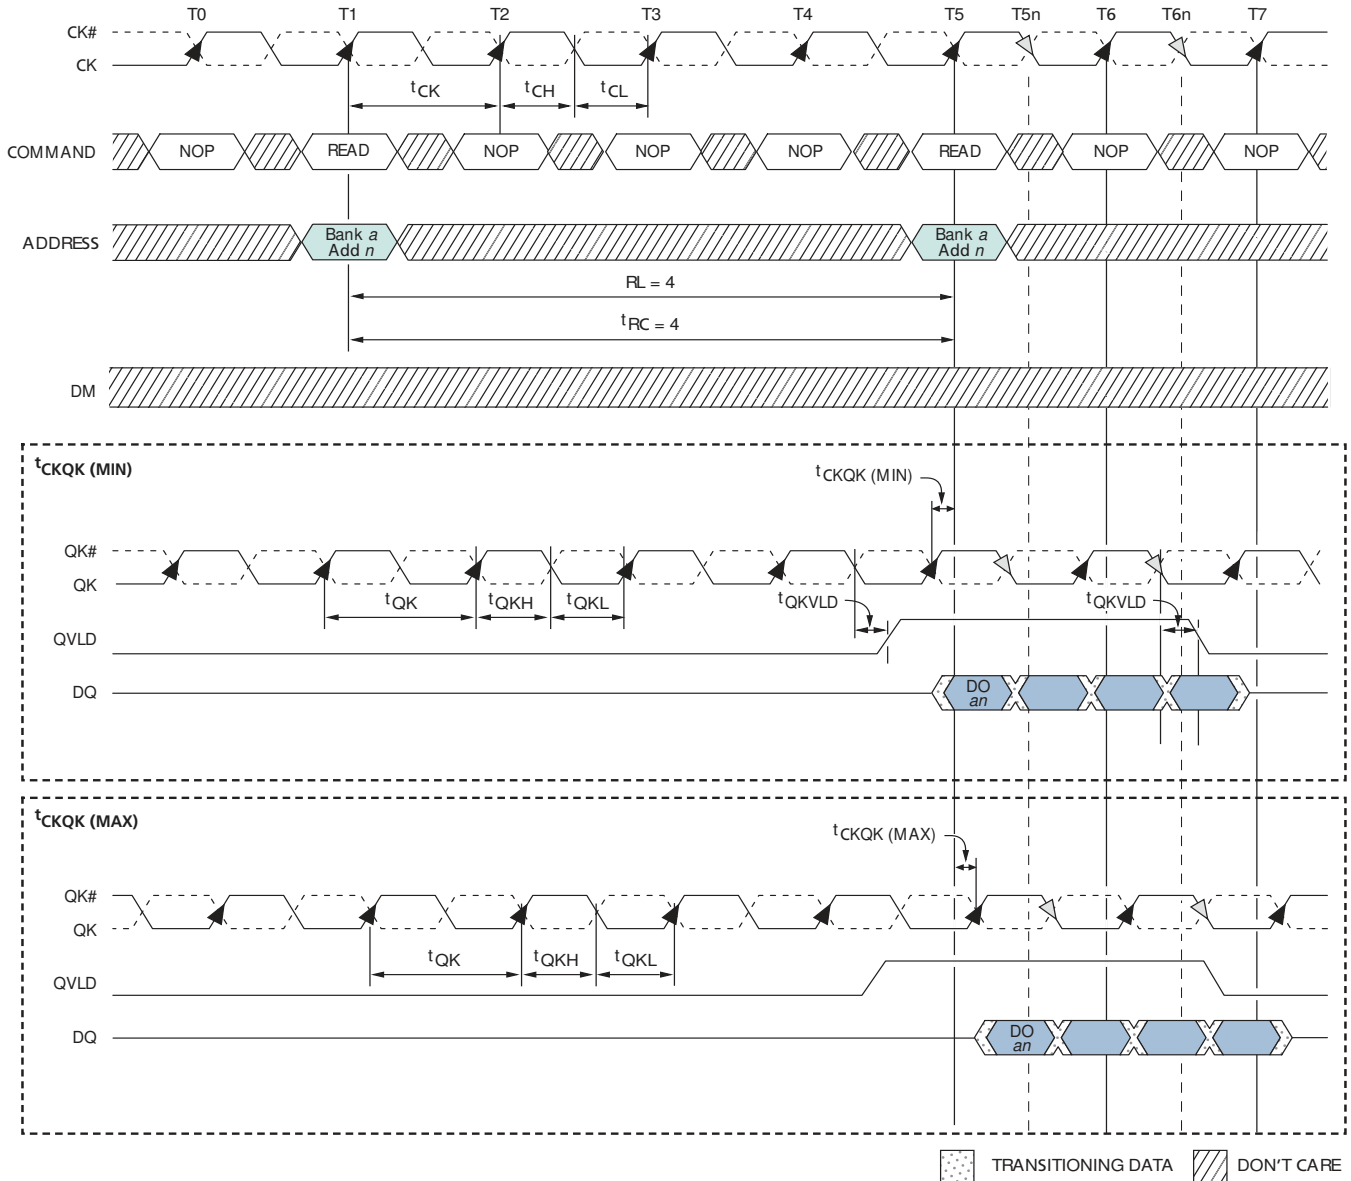 T0 T1 T2 T3 T4 T5 T5n T6 T6n T7
CK#
CK
tCK tCH tCL
COMMAND NOP READ NOP NOP NOP READ NOP NOP
ADDRESS Bank a Add n Bank a Add n
RL = 4
tRC = 4
DM
tCKQK (MIN)
tCKQK (MIN)
QK#
QK
tQK tQKH tQKL tQKVLD tQKVLD
QVLD
DQ DO an
tCKQK (MAX)
tCKQK (MAX)
QK#
QK
tQK tQKH tQKL
QVLD
DQ DO an
TRANSITIONING DATA DON'T CARE